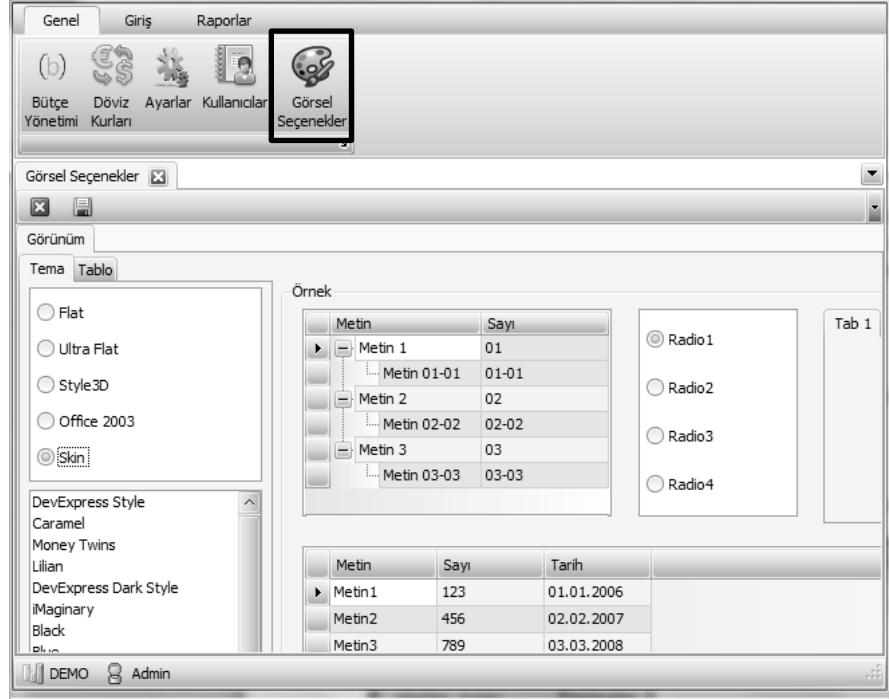 Genel Giriş Raporlar
(b)
Bütçe Yönetimi
Döviz Kurları
Ayarlar
Kullanıcılar
Görsel Seçenekler
Görsel Seçenekler
Görünüm
Tema Tablo
Flat
Ultra Flat
Style3D
Office 2003
Skin
DevExpress Style
Caramel
Money Twins
Lilian
DevExpress Dark Style
iMaginary
Black
Blue
Örnek
Metin Sayı
Metin 1 01
Metin 01-01 01-01
Metin 2 02
Metin 02-02 02-02
Metin 3 03
Metin 03-03 03-03
Radio1
Radio2
Radio3
Radio4
Tab 1
Metin Sayı Tarih
Metin1 123 01.01.2006
Metin2 456 02.02.2007
Metin3 789 03.03.2008
DEMO Admin